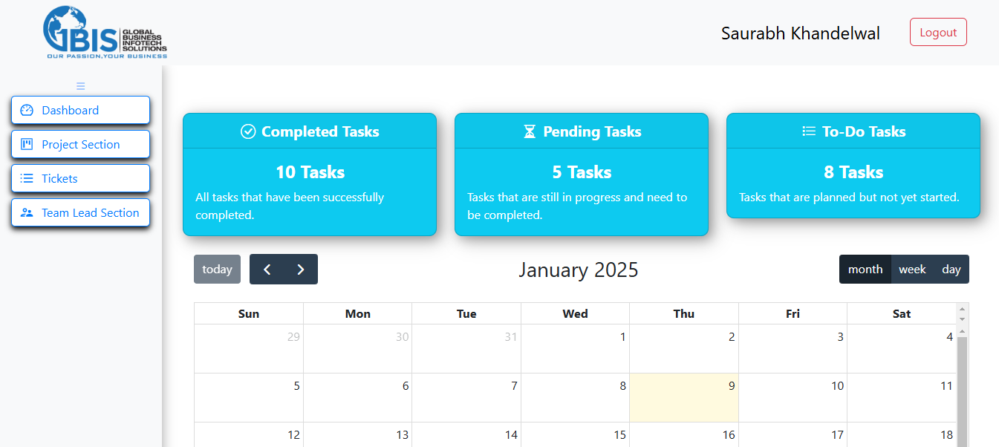 GBIS GLOBAL
BUSINESS
INFOTECH
SOLUTIONS
OUR PASSION,YOUR BUSINESS
Saurabh Khandelwal
Logout
Dashboard
Project Section
Tickets
Team Lead Section
Completed Tasks
10 Tasks
All tasks that have been successfully
completed.
Pending Tasks
5 Tasks
Tasks that are still in progress and need to
be completed.
To-Do Tasks
8 Tasks
Tasks that are planned but not yet started.
today
January 2025
month week day
Sun Mon Tue Wed Thu Fri Sat
29 30 31 1 2 3 4
5 6 7 8 9 10 11
12 13 14 15 16 17 18